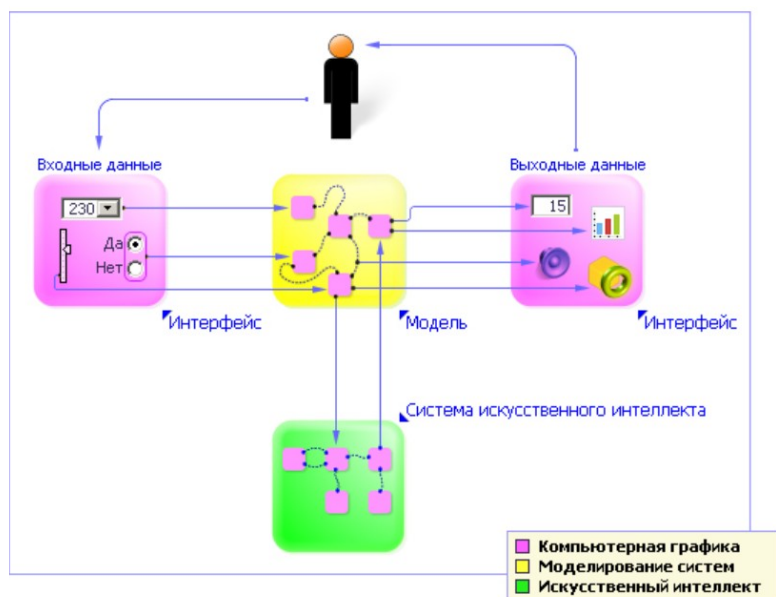 Входные данные
Выходные данные
230
15
Да
Нет
Интерфейс
Модель
Интерфейс
Система искусственного интеллекта
Компьютерная графика
Моделирование систем
Искусственный интеллект